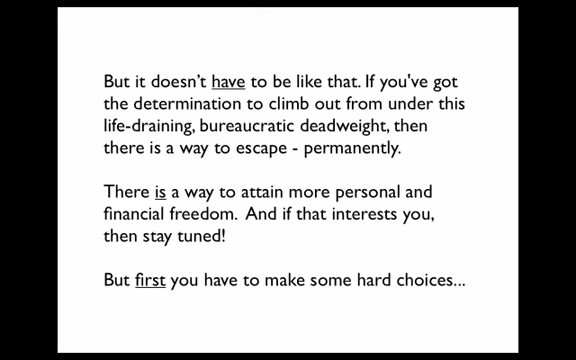 But it doesn’t have to be like that. If you've got
the determination to climb out from under this
life-draining, bureaucratic deadweight, then
there is a way to escape - permanently.
There is a way to attain more personal and
financial freedom.  And if that interests you,
then stay tuned!
But first you have to make some hard choices...